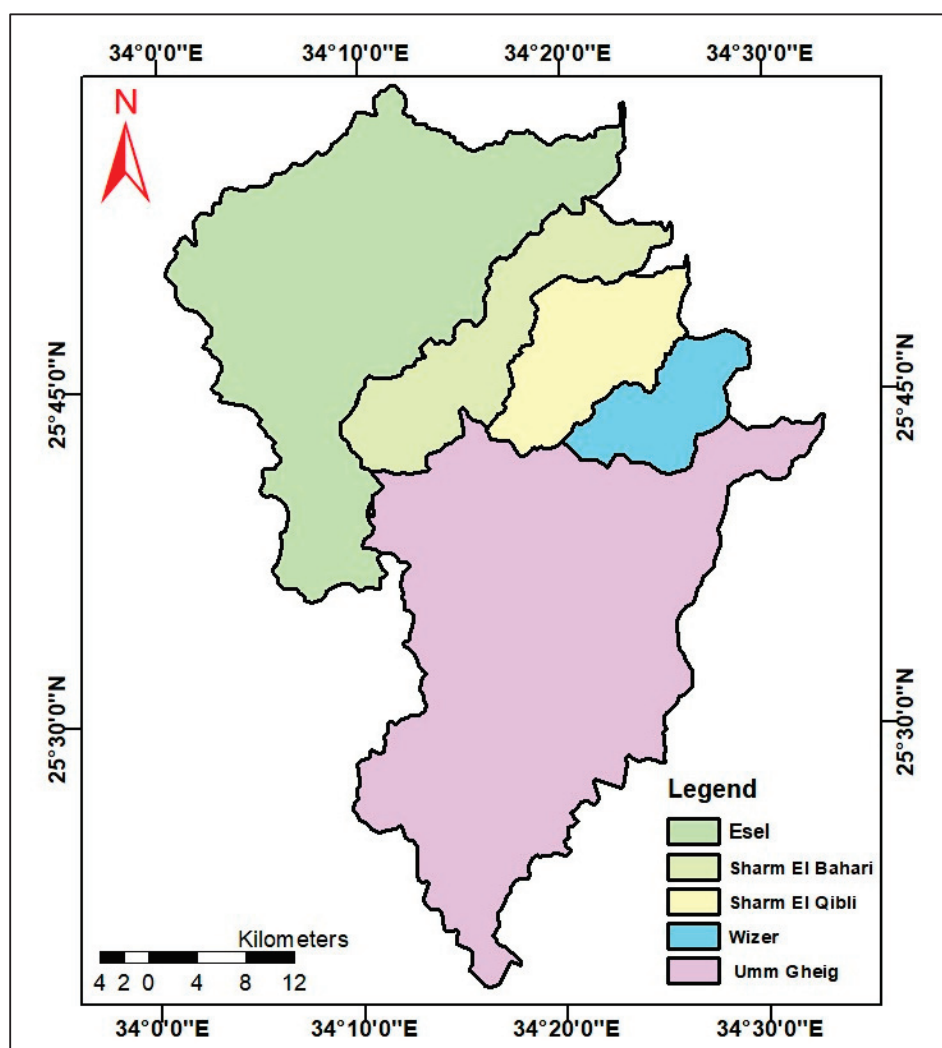 34°0'0"E 34°10'0"E 34°20'0"E 34°30'0"E
N
25°45'0"N 25°45'0"N
25°30'0"N 25°30'0"N
Legend
Esel
Sharm El Bahari
Sharm El Qibli
Wizer
Umm Gheig
Kilometers
4 2 0 4 8 12
34°0'0"E 34°10'0"E 34°20'0"E 34°30'0"E